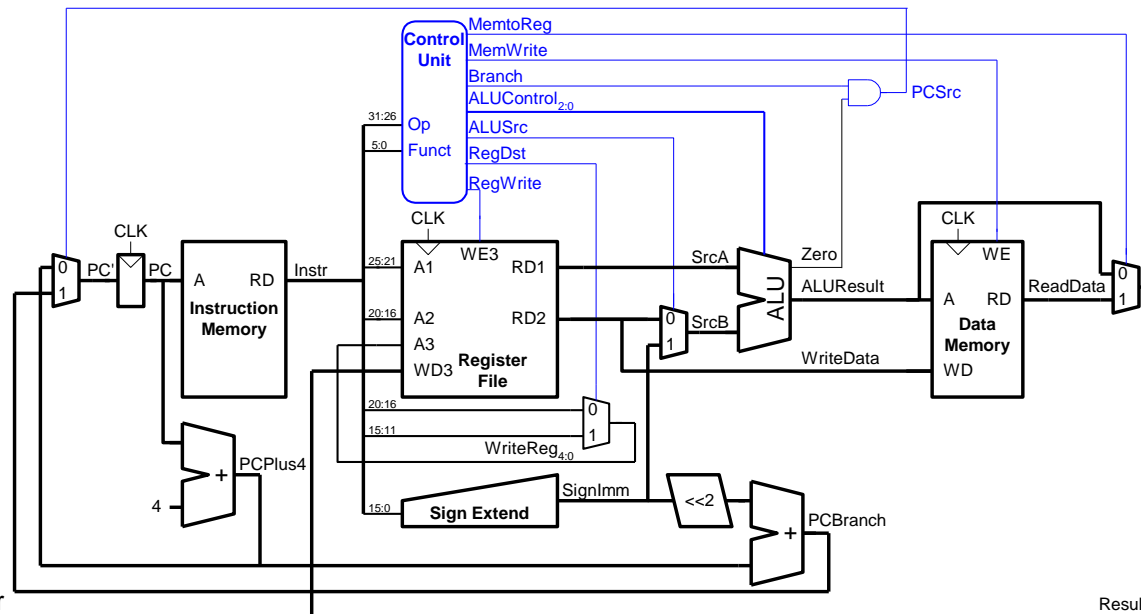 MemtoReg
Control
Unit
MemWrite
Branch
PCSrc
ALUControl2:0
31:26
Op
ALUSrc
5:0
Funct
RegDst
RegWrite
CLK
CLK
CLK
0
1
PC'
PC
A
RD
Instr
Instruction
Memory
25:21
A1
WE3
RD1
SrcA
Zero
ALU
ALUResult
WE
A
RD
ReadData
0
1
20:16
A2
RD2
0
1
SrcB
Data
Memory
A3
WD3
Register
File
WriteData
WD
20:16
0
15:11
1
WriteReg4:0
PCPlus4
+
4
SignImm
15:0
Sign Extend
<<2
+
PCBranch
Resul